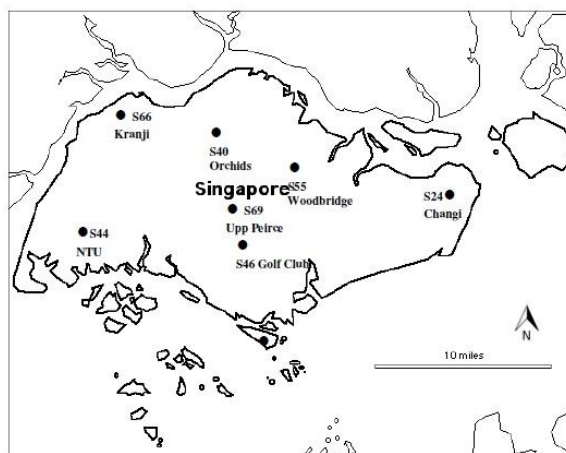 S66
Kranji
S40
Orchids
Singapore
S55
Woodbridge
S24
Changi
S69
Upp Peirce
S44
NTU
S46 Golf Club
N
10 miles